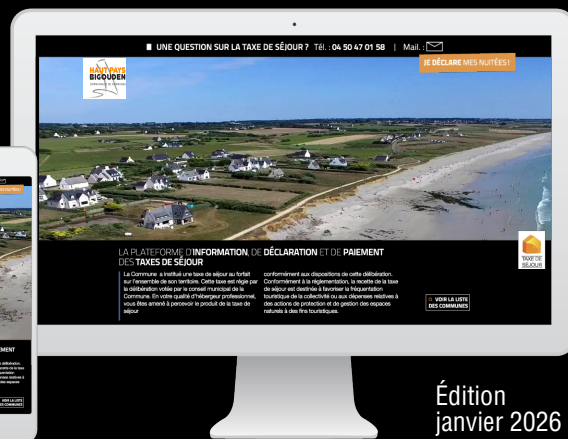 UNE QUESTION SUR LA TAXE DE SÉJOUR ? Tél. : 04 50 47 01 58 | Mail. :
JE DÉCLARE MES NUITÉES !
HAUT PAYS
BIGOUDEN
LA PLATEFORME D'INFORMATION, DE DÉCLARATION ET DE PAIEMENT
DES TAXES DE SÉJOUR
La Commune a institué une taxe de séjour au forfait
sur l'ensemble de son territoire. Cette taxe est régie par
la délibération votée par le conseil municipal de la
Commune. En votre qualité d'hébergeur professionnel,
vous êtes amené à percevoir le produit de la taxe de
séjour
conformément aux dispositions de cette délibération.
Conformément à la réglementation, la recette de la taxe
de séjour est destinée à favoriser la fréquentation
touristique de la collectivité ou aux dépenses relatives à
des actions de protection et de gestion des espaces
naturels à des fins touristiques.
TAXE DE
SÉJOUR
VOIR LA LISTE
DES COMMUNES
EMENT
VOIR LA LISTE
DES COMMUNES
Édition
janvier 2026